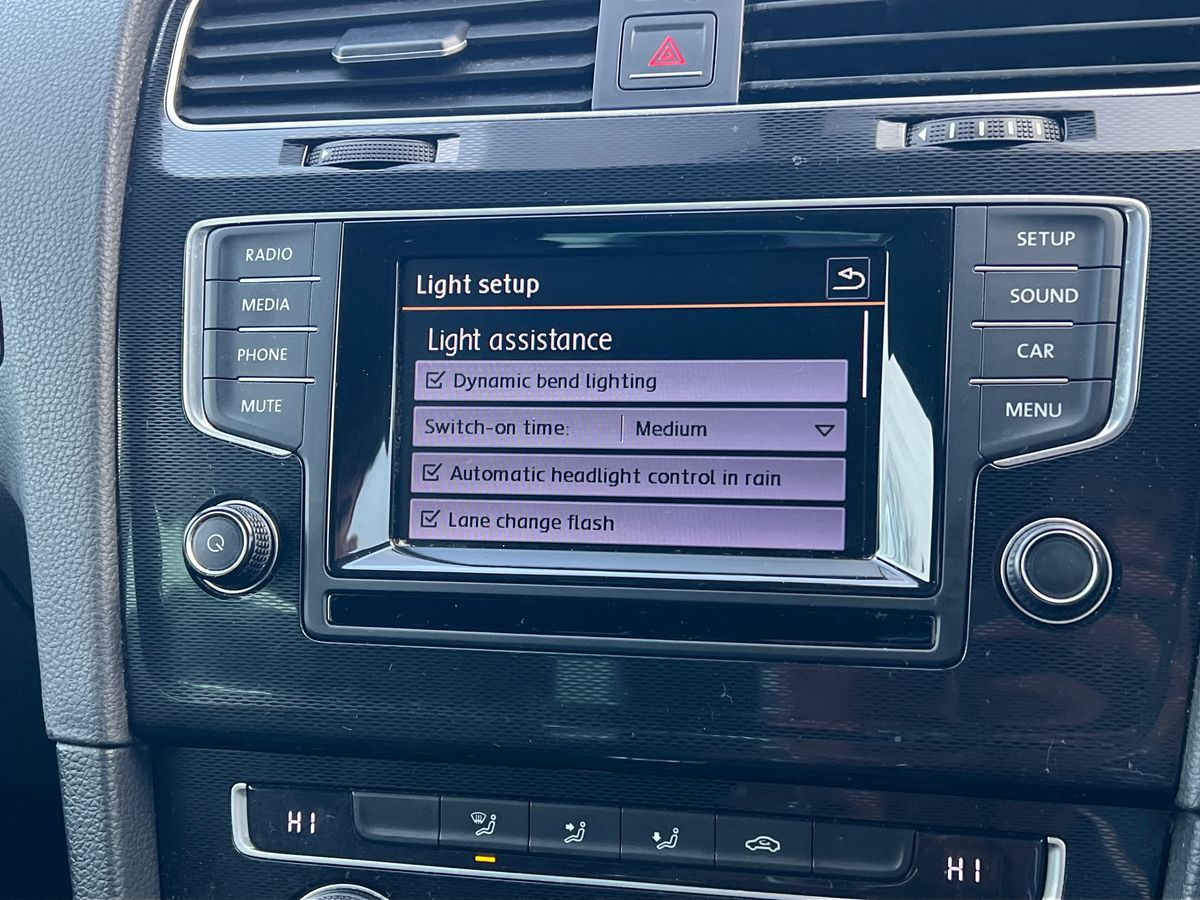 RADIO
MEDIA
PHONE
MUTE
Light setup
Light assistance
Dynamic bend lighting
Switch-on time: Medium
Automatic headlight control in rain
Lane change flash
SETUP
SOUND
CAR
MENU
HI
HI